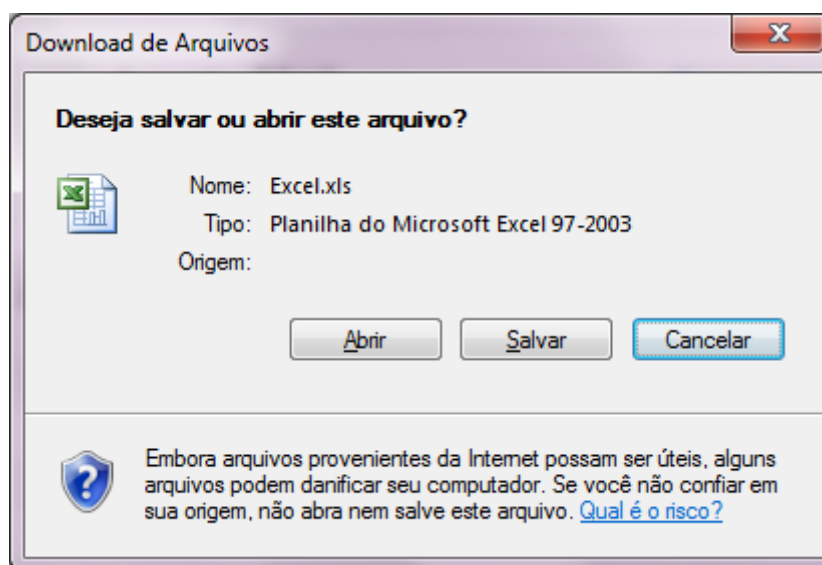 Download de Arquivos
Deseja salvar ou abrir este arquivo?
Nome: Excel.xls
Tipo: Planilha do Microsoft Excel 97-2003
Origem:
Abrir Salvar Cancelar
Embora arquivos provenientes da Internet possam ser úteis, alguns
arquivos podem danificar seu computador. Se você não confiar em
sua origem, não abra nem salve este arquivo. Qual é o risco?